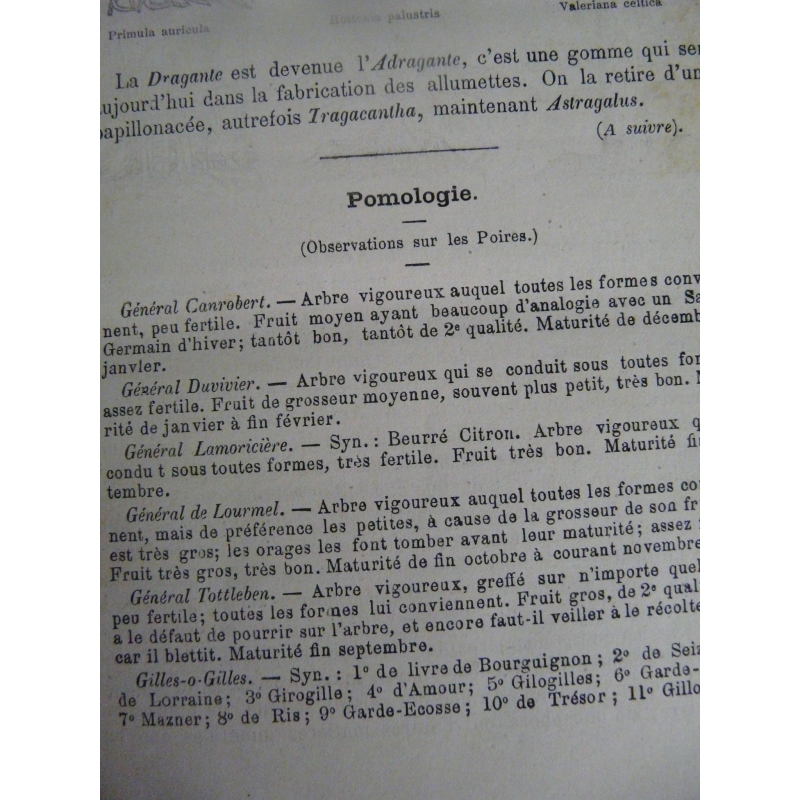 Primula auricula palustris Valeriana celtica
La Dragante est devenue l'Adragante, c'est une gomme qui ser
ujourd'hui dans la fabrication des allumettes. On la retire d'un
papillonacée, autrefois Tragacantha, maintenant Astragalus.
(A suivre).
Pomologie.
(Observations sur les Poires.)
Général Canrobert. — Arbre vigoureux auquel toutes les formes conv
nent, peu fertile. Fruit moyen ayant beaucoup d'analogie avec un Sa
Germain d'hiver; tantôt bon, tantôt de 2e qualité. Maturité de décemb
janvier.
Général Duvivier. — Arbre vigoureux qui se conduit sous toutes for
assez fertile. Fruit de grosseur moyenne, souvent plus petit, très bon. M
rité de janvier à fin février.
Général Lamoricière. — Syn.: Beurré Citron. Arbre vigoureux q
condu t sous toutes formes, très fertile. Fruit très bon. Maturité fi
tembre.
Général de Lourmel. — Arbre vigoureux auquel toutes les formes co
nent, mais de préférence les petites, à cause de la grosseur de son fr
est très gros; les orages les font tomber avant leur maturité; assez
Fruit très gros, très bon. Maturité de fin octobre à courant novembre
Général Tottleben. — Arbre vigoureux, greffé sur n'importe quel
peu fertile; toutes les formes lui conviennent. Fruit gros, de 2e qual
a le défaut de pourrir sur l'arbre, et encore faut-il veiller à le récolte
car il blettit. Maturité fin septembre.
Gilles-o-Gilles. — Syn.: 1o de livre de Bourguignon; 2o de Seiz
de Lorraine; 3o Girogille; 4o d'Amour; 5o Gilogilles; 6o Garde-
7o Mazner; 8o de Ris; 9o Garde-Ecosse; 10o de Trésor; 11o Gillo